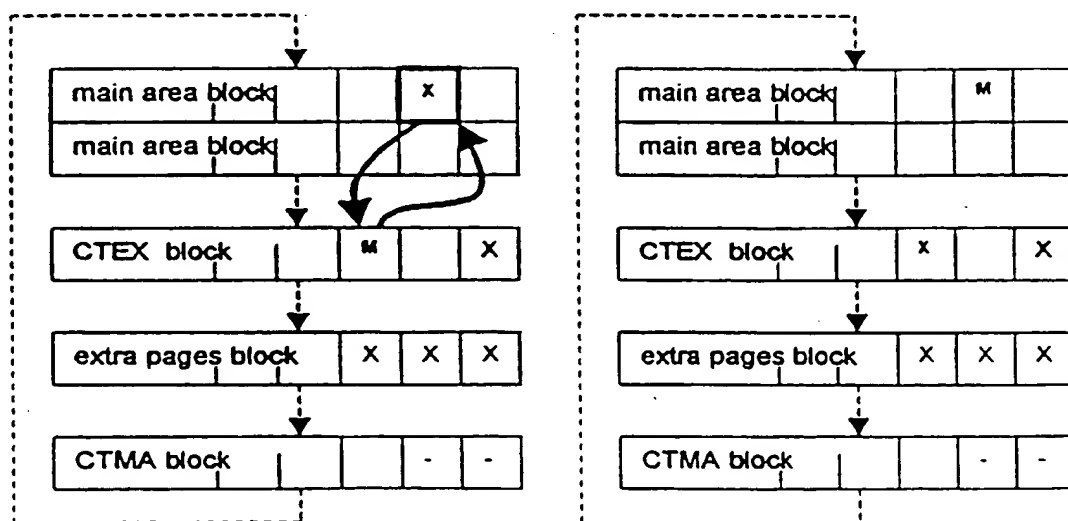 main area block x
main area block
CTEX block M X
extra pages block X X X
CTMA block - -
main area block M
main area block
CTEX block x X
extra pages block X X X
CTMA block - -